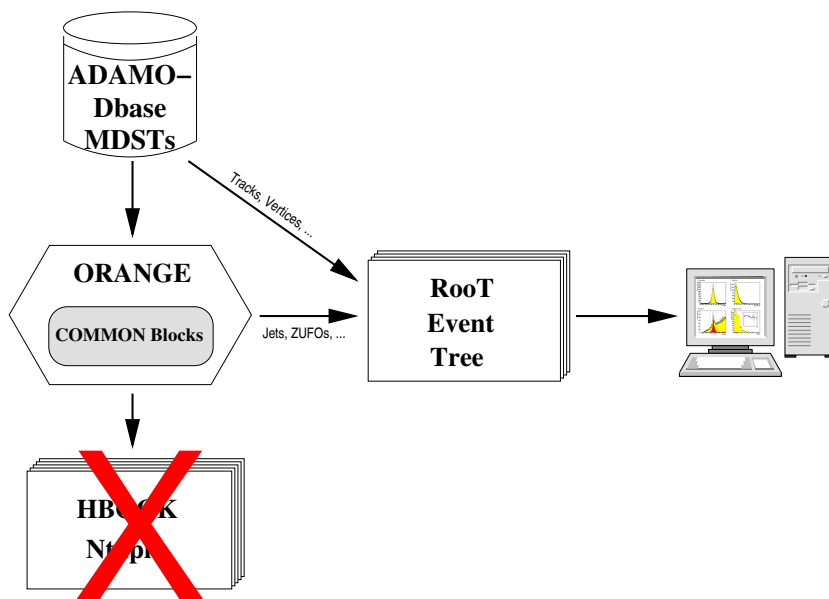 ADAMO–
Dbase
MDSTs
Tracks, Vertices, ...
ORANGE
COMMON Blocks
Jets, ZUFOs, ...
RooT
Event
Tree